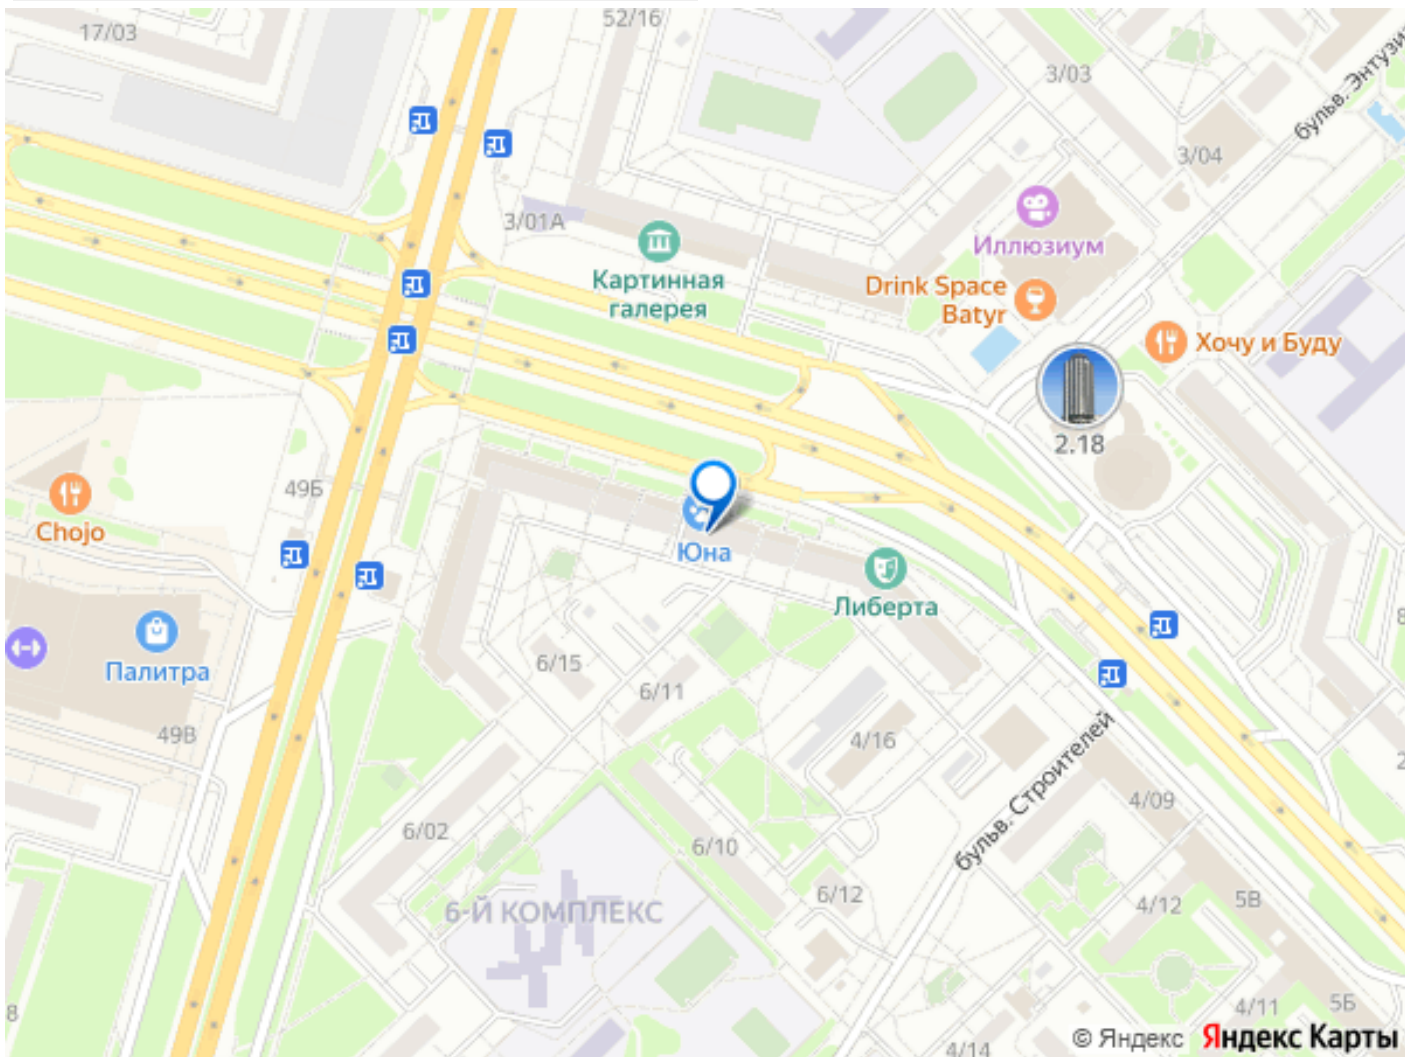 17/03
52/16
3/03
бульв. Энтузи
3/04
3/01А
Картинная
галерея
Иллюзиум
Drink Space
Batyr
Хочу и Буду
2.18
49Б
Chojo
Юна
Либерта
Палитра
6/15
6/11
49В
4/16
бульв. Строителей
4/09
6/02
6/10
6/12
5В
4/12
6-Й КОМПЛЕКС
8
8
2
4/11
5Б
4/14
© Яндекс Яндекс Карты